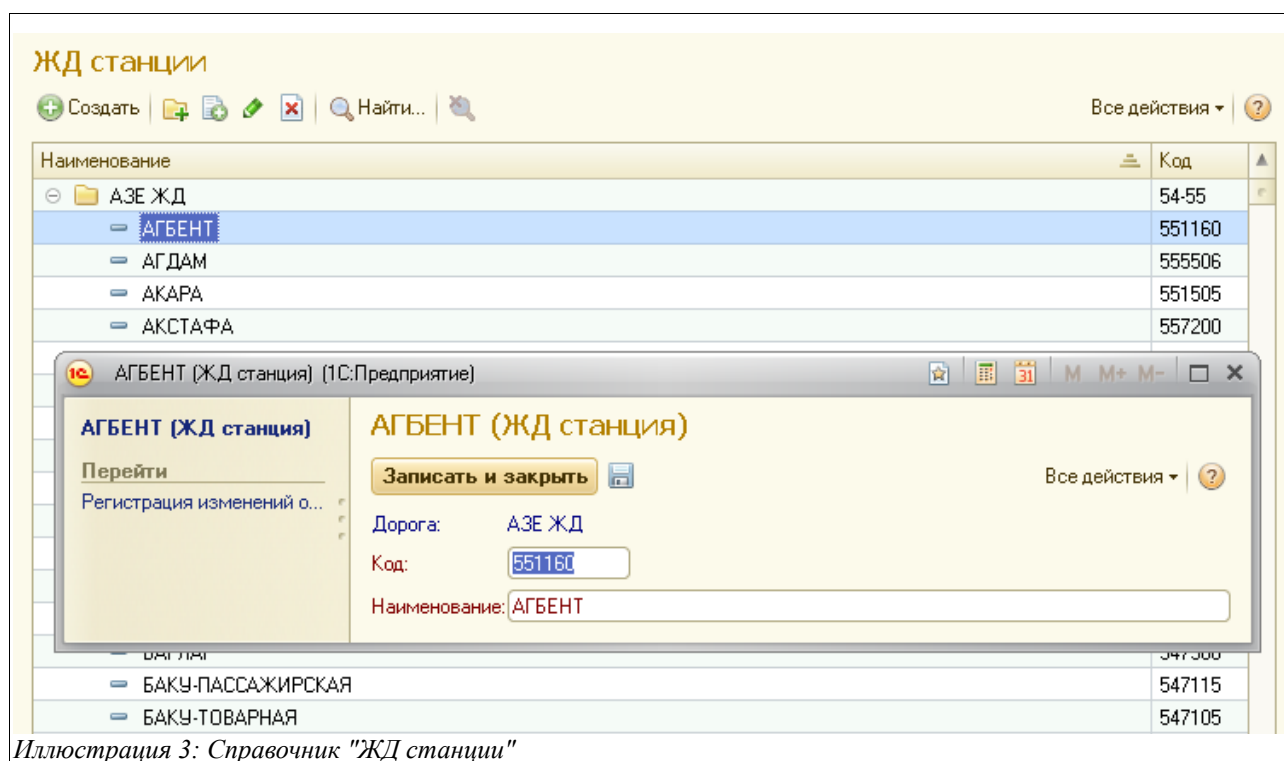 ЖД станции
Создать Найти... Все действия
Наименование Код
АЗЕ ЖД 54-55
АГБЕНТ 551160
АГДАМ 555506
АКАРА 551505
АКСТАФА 557200
АГБЕНТ (ЖД станция) (1С:Предприятие) 31 M M+ M-
АГБЕНТ (ЖД станция)
Перейти
Регистрация изменений о...
АГБЕНТ (ЖД станция)
Записать и закрыть Все действия
Дорога: АЗЕ ЖД
Код: 551160
Наименование: АГБЕНТ
БАКУ-ПАССАЖИРСКАЯ 547115
БАКУ-ТОВАРНАЯ 547105
Иллюстрация 3: Справочник "ЖД станции"